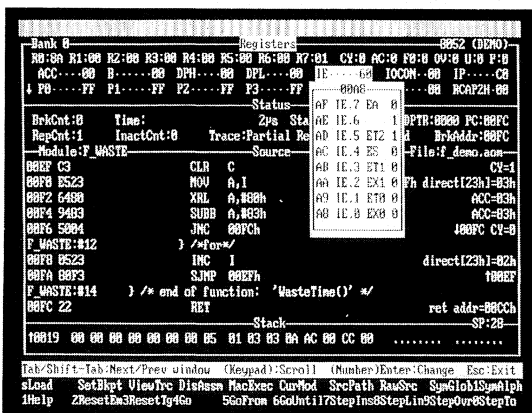 Bank 0 Registers 8052 (DEMO)
R0:8A R1:00 R2:00 R3:00 R4:00 R5:00 R6:00 R7:01 CY:0 AC:0 F0:0 OV:0 U:0 P:0
ACC·····00 B·····00 DPH····00 DPL····00 IE·····60 IOCON··00 IP·····C0
↓ P0·····FF P1·····FF P2·····FF P3·····FF 00A8 RCAP2H·00
Status
BrkCnt:0 Time: 2µs Sta DPTR:0000 PC:00FC
RepCnt:1 InactCnt:0 Trace:Partial Re d BrkAddr:00FC
Module:F_WASTE Source File:f_demo.aom
AF IE.7 EA 0
AE IE.6 1
AD IE.5 ET2 1
AC IE.4 ES 0
AB IE.3 ET1 0
AA IE.2 EX1 0
A9 IE.1 ET0 0
A8 IE.0 EX0 0
00EF C3 CLR C CY=1
00F0 E523 MOV A,I Fh direct[23h]=03h
00F2 6480 XRL A,#80h ACC=03h
00F4 9483 SUBB A,#83h ACC=83h
00F6 5004 JNC 00FCh ↓00FC CY=0
F_WASTE:#12 } /*for*/
00F8 0523 INC I direct[23h]=02h
00FA 80F3 SJMP 00EFh ↑00EF
F_WASTE:#14 } /* end of function: 'WasteTime()' */
00FC 22 RET ret addr=00CCh
Stack SP:20
↑0019 00 00 00 00 00 00 00 05 01 03 03 0A AC 00 CC 00 ........ ........
Tab/Shift-Tab:Next/Prev window (Keypad):Scroll (Number)Enter:Change Esc:Exit
sLoad SetBkpt ViewTrc DisAssm MacExec CurMod SrcPath RawSrc SymGlobl SymAlph
1Help 2ResetEm3ResetTg4Go 5GoFrom 6GoUntil7StepIns8StepLin9StepOvr0StepTo